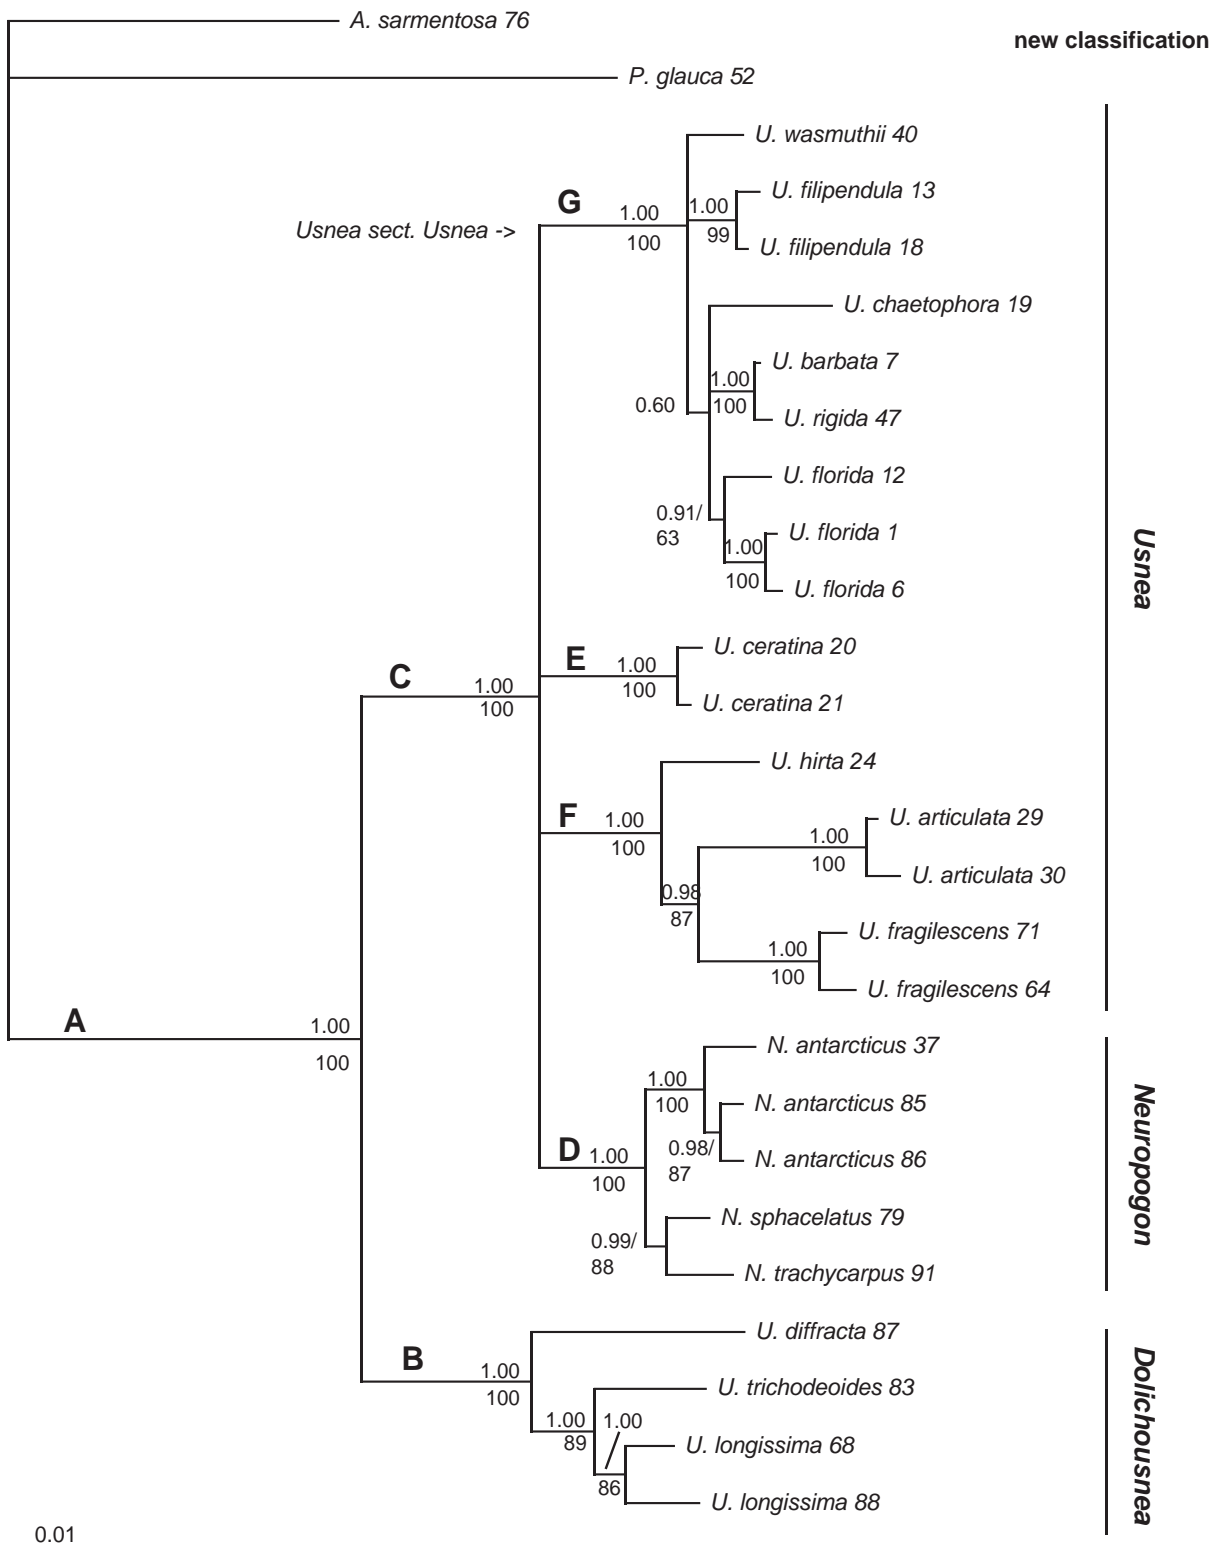 A. sarmentosa 76
new classification
P. glauca 52
U. wasmuthii 40
G
1.00
100
1.00
99
U. filipendula 13
Usnea sect. Usnea ->
U. filipendula 18
U. chaetophora 19
U. barbata 7
1.00
100
0.60
U. rigida 47
U. florida 12
0.91/
63
U. florida 1
1.00
100
U. florida 6
Usnea
U. ceratina 20
E
1.00
100
C
1.00
100
U. ceratina 21
U. hirta 24
F
1.00
100
U. articulata 29
1.00
100
U. articulata 30
0.98
87
U. fragilescens 71
1.00
100
U. fragilescens 64
A
1.00
100
N. antarcticus 37
1.00
100
N. antarcticus 85
0.98/
87
N. antarcticus 86
D
1.00
100
N. sphacelatus 79
0.99/
88
N. trachycarpus 91
Neuropogon
U. diffracta 87
B
1.00
100
U. trichodeoides 83
1.00
89
1.00
86
U. longissima 68
U. longissima 88
Dolichousnea
0.01